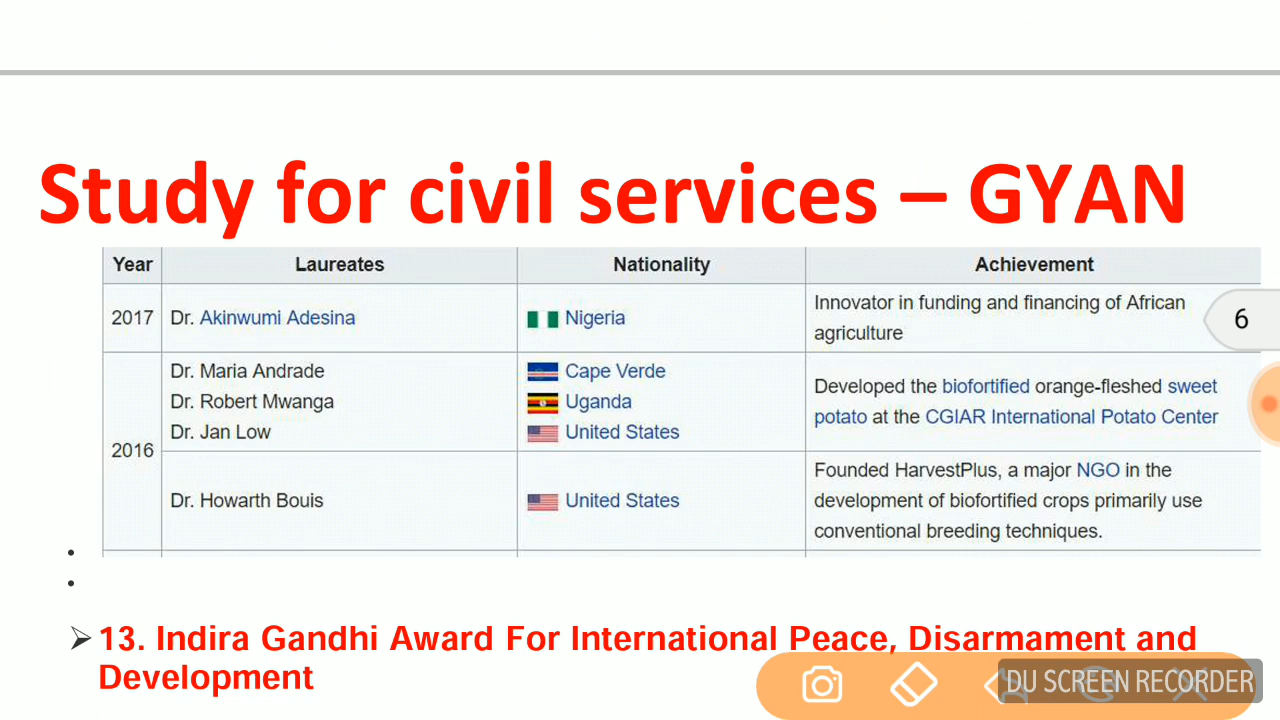 Study for civil services – GYAN
Year Laureates Nationality Achievement
2017 Dr. Akinwumi Adesina Nigeria Innovator in funding and financing of African
agriculture
6
2016
Dr. Maria Andrade Cape Verde
Dr. Robert Mwanga Uganda
Dr. Jan Low United States
Developed the biofortified orange-fleshed sweet
potato at the CGIAR International Potato Center
Dr. Howarth Bouis United States
Founded HarvestPlus, a major NGO in the
development of biofortified crops primarily use
conventional breeding techniques.
13. Indira Gandhi Award For International Peace, Disarmament and
Development
DU SCREEN RECORDER